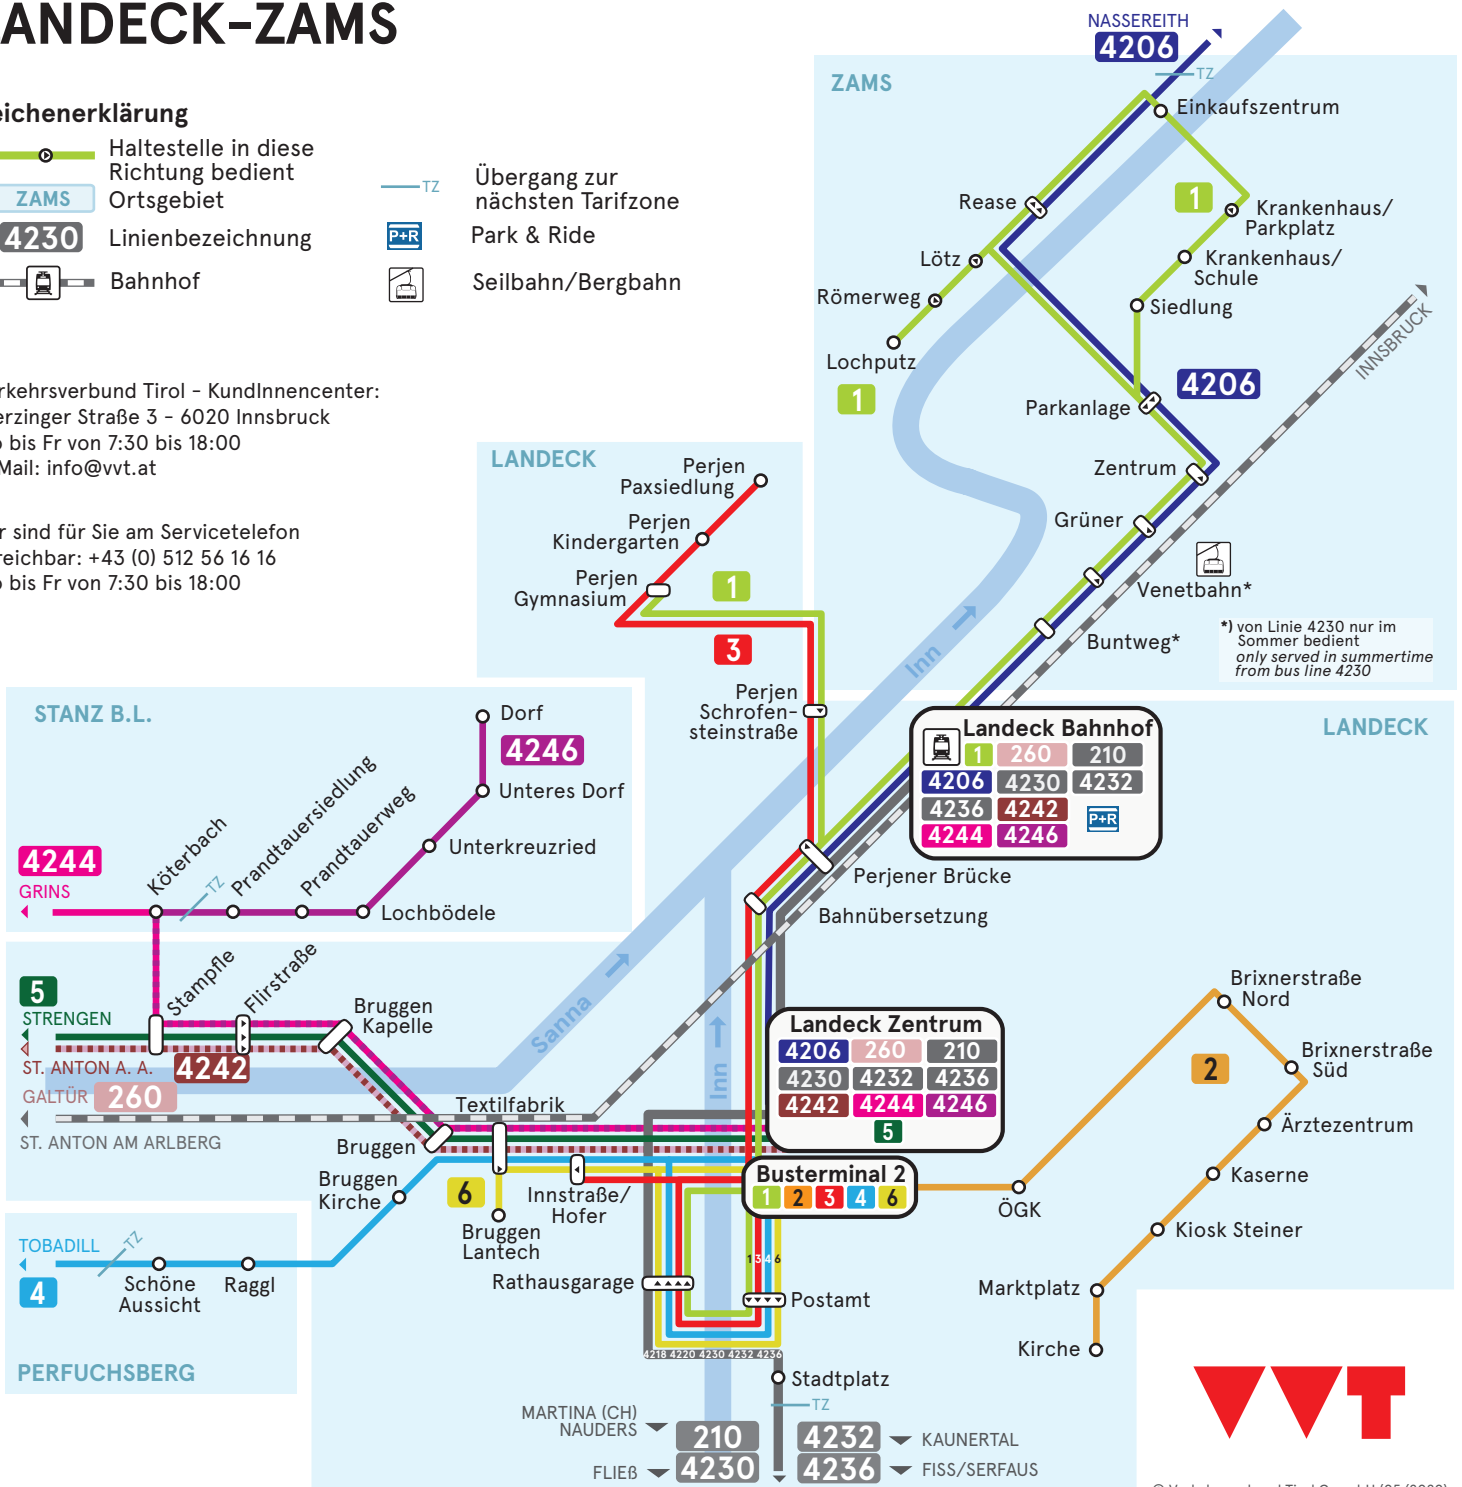 ANDECK-ZAMS
eichenerklärung
Haltestelle in diese
Richtung bedient
ZAMS
Ortsgebiet
4230
Linienbezeichnung
Bahnhof
TZ
Übergang zur
nächsten Tarifzone
P+R
Park & Ride
Seilbahn/Bergbahn
rkehrsverbund Tirol - KundInnencenter:
erzinger Straße 3 - 6020 Innsbruck
bis Fr von 7:30 bis 18:00
Mail: info@vvt.at
r sind für Sie am Servicetelefon
reichbar: +43 (0) 512 56 16 16
bis Fr von 7:30 bis 18:00
NASSEREITH
4206
TZ
ZAMS
Einkaufszentrum
Rease
1
Krankenhaus/
Parkplatz
Lötz
Krankenhaus/
Schule
Römerweg
Siedlung
Lochputz
1
INNSBRUCK
4206
Parkanlage
Zentrum
Grüner
Venetbahn*
Buntweg*
*) von Linie 4230 nur im
Sommer bedient
only served in summertime
from bus line 4230
LANDECK
Perjen
Paxsiedlung
Perjen
Kindergarten
Perjen
Gymnasium
1
3
Perjen
Schrofen-
steinstraße
Inn
STANZ B.L.
Dorf
4246
Unteres Dorf
Unterkreuzried
Prandtauersiedlung
Prandtauerweg
Köterbach
TZ
4244
GRINS
Lochbödele
LANDECK
Landeck Bahnhof
1 260 210
4206 4230 4232
4236 4242
P+R
4244 4246
Perjener Brücke
Bahnübersetzung
5
STRENGEN
Stampfle
Flirstraße
Bruggen
Kapelle
ST. ANTON A. A.
4242
GALTÜR
260
ST. ANTON AM ARLBERG
Sanna
Inn
Textilfabrik
Bruggen
Landeck Zentrum
4206 260 210
4230 4232 4236
4242 4244 4246
5
Busterminal 2
1 2 3 4 6
Bruggen
Kirche
6
Innstraße/
Hofer
Bruggen
Lantech
Brixnerstraße
Nord
2
Brixnerstraße
Süd
Ärztezentrum
Kaserne
ÖGK
Kiosk Steiner
Marktplatz
Kirche
TOBADILL
TZ
4
Schöne
Aussicht
Raggl
PERFUCHSBERG
Rathausgarage
1 3 4 6
Postamt
4218 4220 4230 4232 4236
Stadtplatz
TZ
MARTINA (CH)
NAUDERS
210
4232
KAUNERTAL
FLIEß
4230
4236
FISS/SERFAUS
VVT